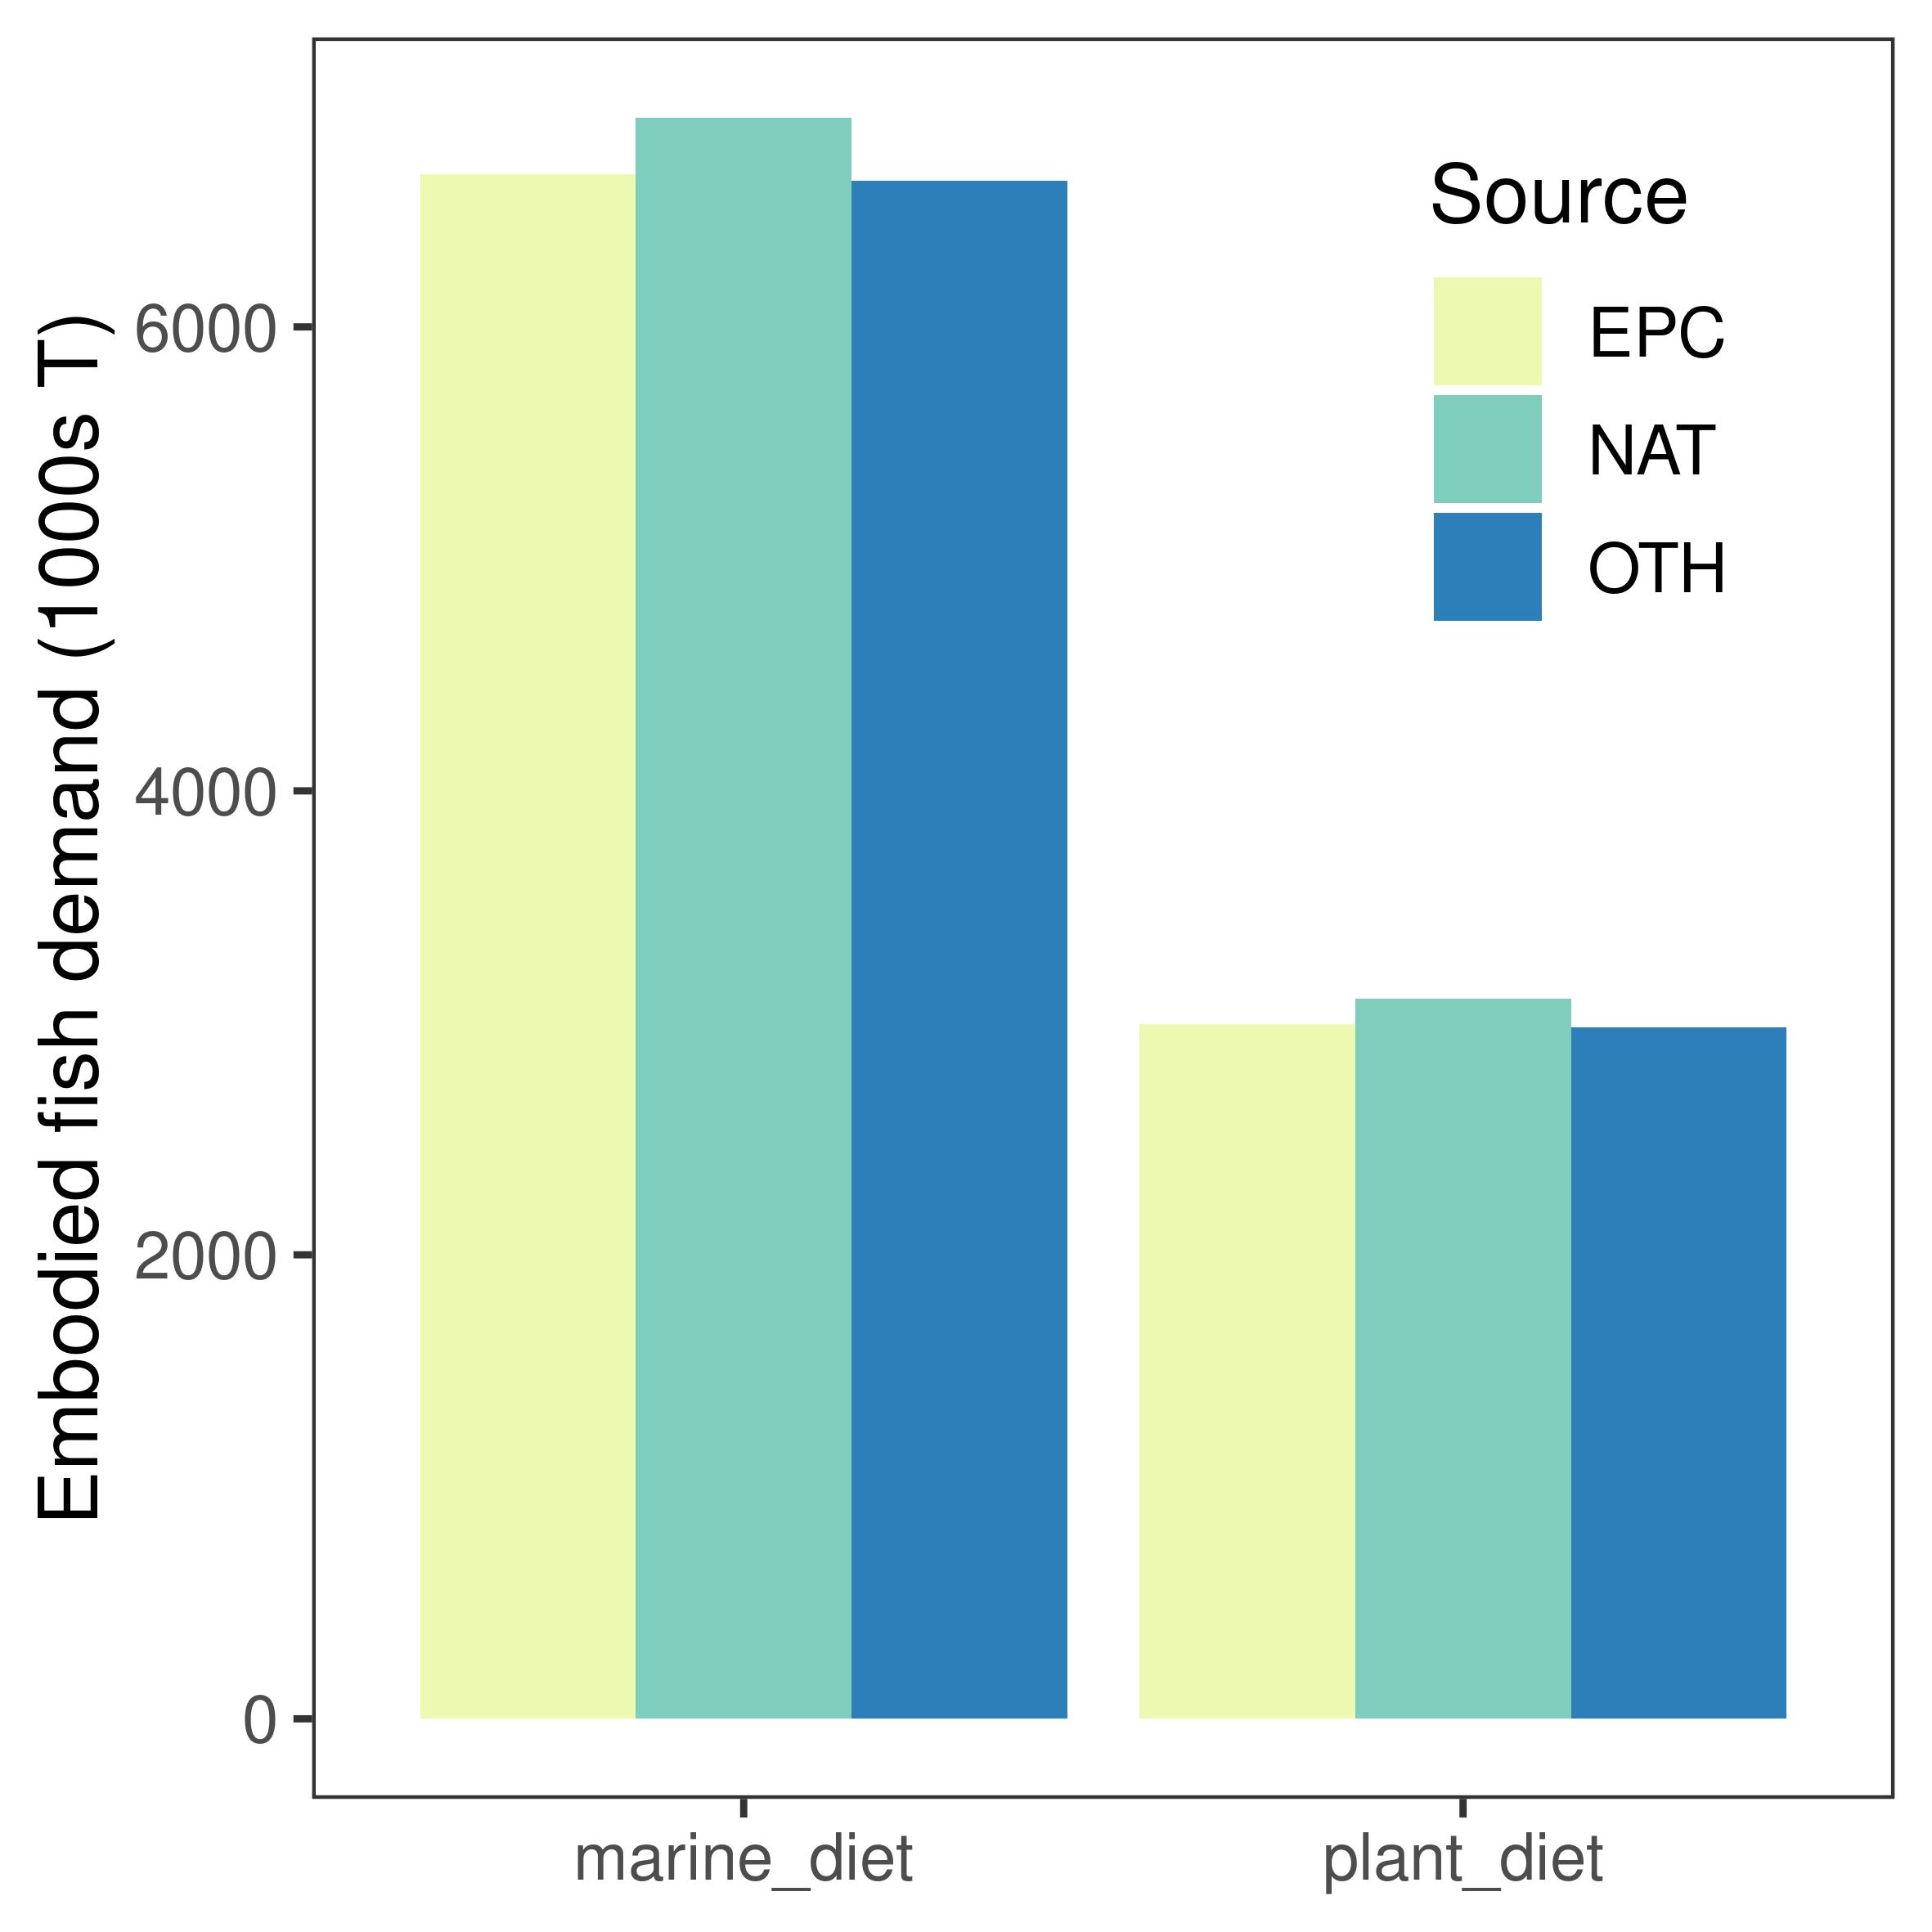 Embodied fish demand (1000s T)
6000
4000
2000
0
marine_diet
plant_diet
Source
EPC
NAT
OTH